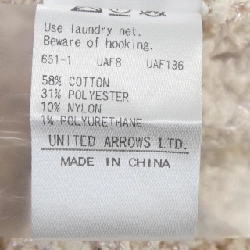 Use laundry net.
Beware of hooking.
651-1 UAF8 UAF136
58% COTTON
31% POLYESTER
10% NYLON
1% POLYURETHANE
UNITED ARROWS LTD.
MADE IN CHINA